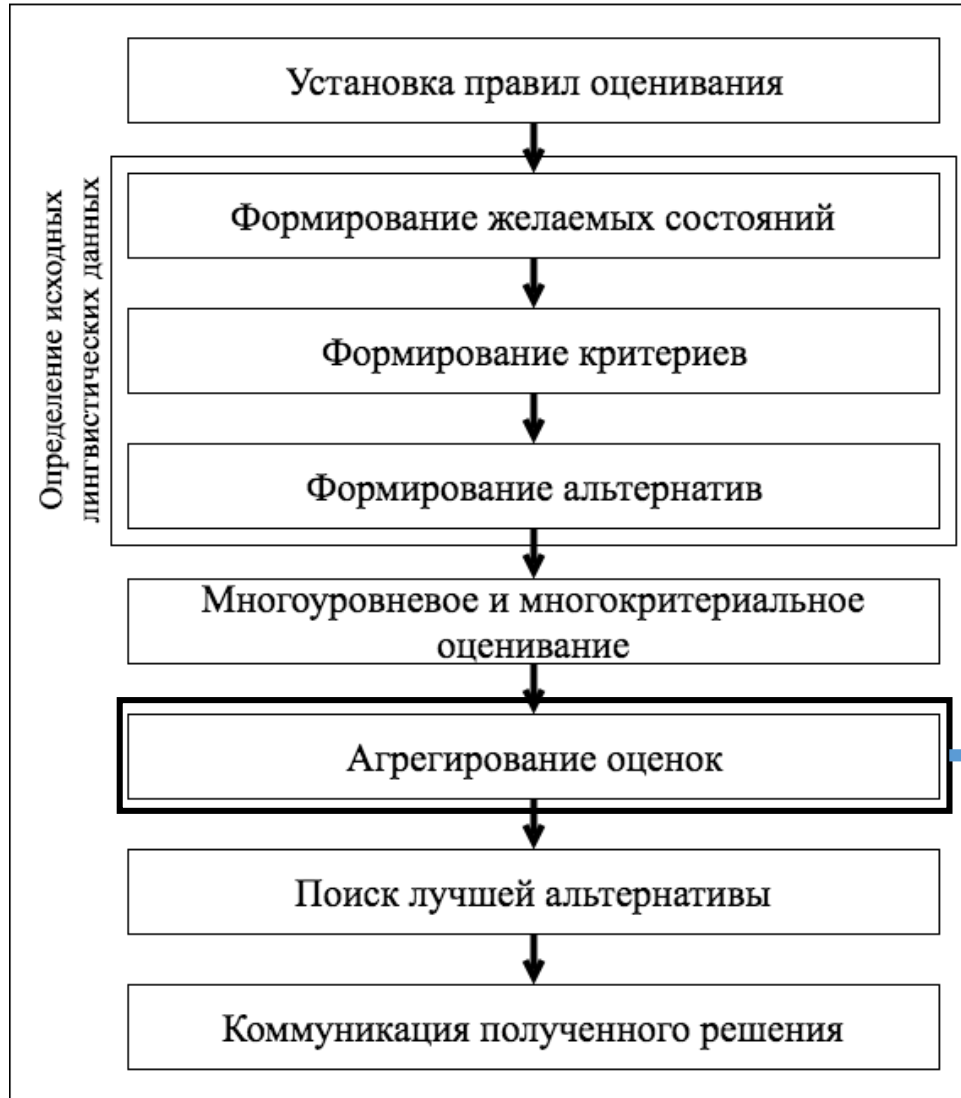 Установка правил оценивания
Определение исходных
лингвистических данных
Формирование желаемых состояний
Формирование критериев
Формирование альтернатив
Многоуровневое и многокритериальное
оценивание
Агрегирование оценок
Поиск лучшей альтернативы
Коммуникация полученного решения